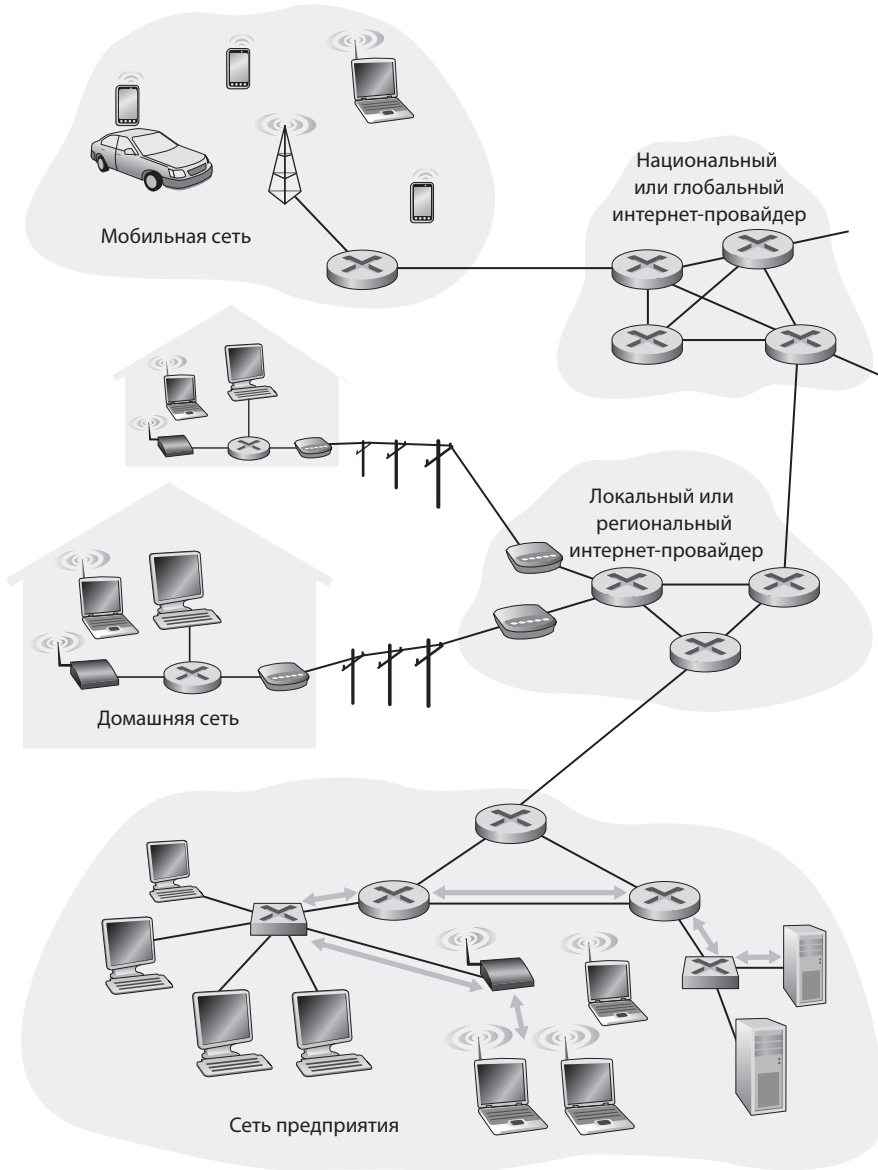 Национальный
или глобальный
интернет-провайдер
Мобильная сеть
Локальный или
региональный
интернет-провайдер
Домашняя сеть
Сеть предприятия